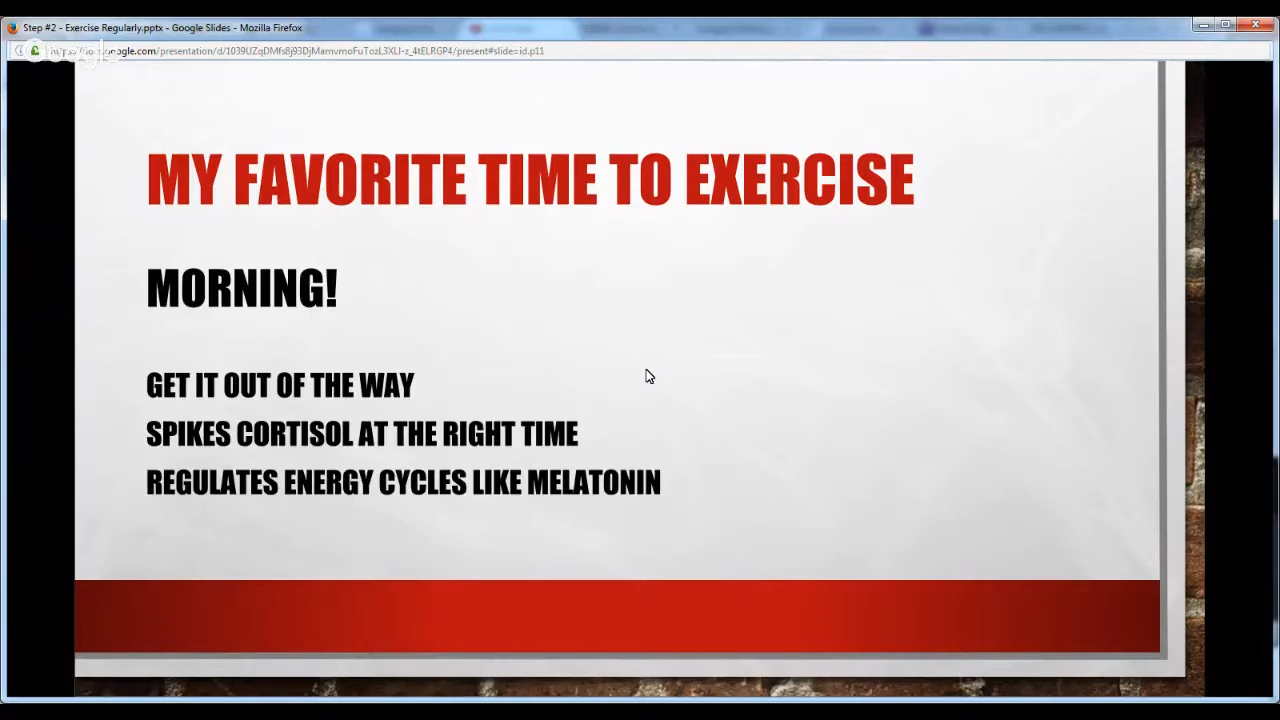 Step #2 - Exercise Regularly.pptx - Google Slides - Mozilla Firefox
Google
MY FAVORITE TIME TO EXERCISE
MORNING!
GET IT OUT OF THE WAY
SPIKES CORTISOL AT THE RIGHT TIME
REGULATES ENERGY CYCLES LIKE MELATONIN